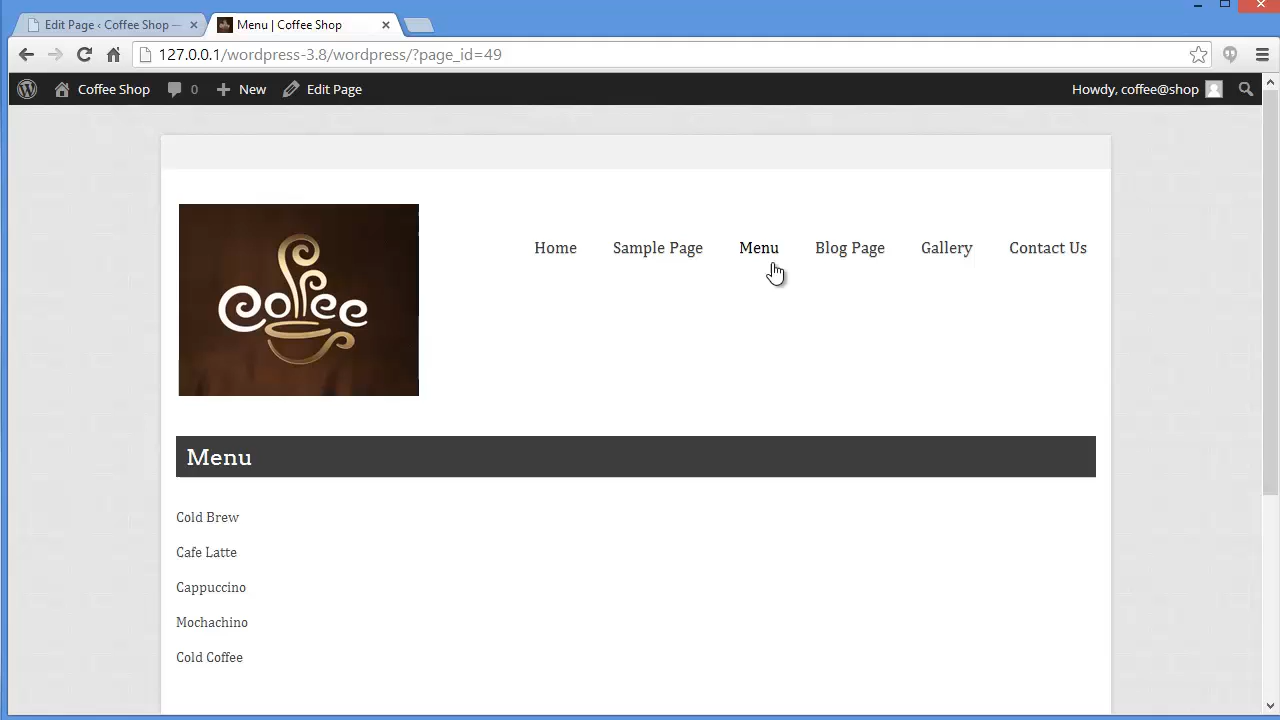 Edit Page ‹ Coffee Shop —
Menu | Coffee Shop
127.0.0.1/wordpress-3.8/wordpress/?page_id=49
Coffee Shop 0 New Edit Page Howdy, coffee@shop
Coffee
Home Sample Page Menu Blog Page Gallery Contact Us
Menu
Cold Brew
Cafe Latte
Cappuccino
Mochachino
Cold Coffee